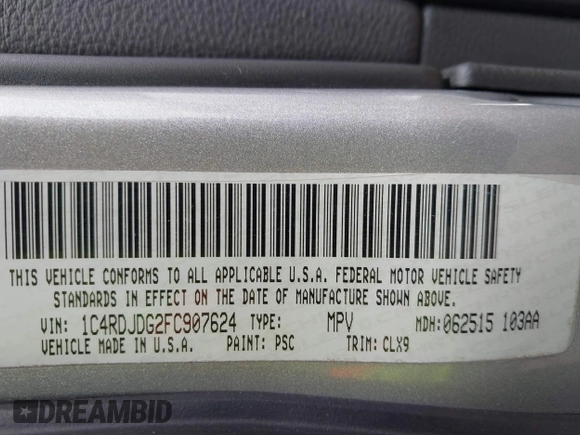 THIS VEHICLE CONFORMS TO ALL APPLICABLE U.S.A. FEDERAL MOTOR VEHICLE SAFETY
STANDARDS IN EFFECT ON THE DATE OF MANUFACTURE SHOWN ABOVE.
VIN: 1C4RDJDG2FC907624 TYPE: MPV MDH:062515 103AA
VEHICLE MADE IN U.S.A. PAINT: PSC TRIM: CLX9
DREAMBID